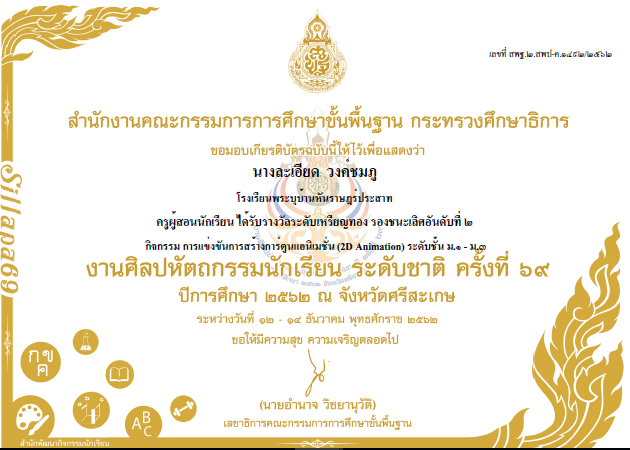 เลขที่ สพฐ.๒.สพป-ค.๑๔๙๒/๒๕๖๒
สำนักงานคณะกรรมการการศึกษาขั้นพื้นฐาน กระทรวงศึกษาธิการ
ขอมอบเกียรติบัตรฉบับนี้ให้ไว้เพื่อแสดงว่า
นางละเอียด วงค์ชมภู
โรงเรียนพระบุบ้านหันราษฎร์ประสาท
ครูผู้สอนนักเรียน ได้รับรางวัลระดับเหรียญทอง รองชนะเลิศอันดับที่ ๒
กิจกรรม การแข่งขันการสร้างการ์ตูนแอนิเมชั่น (2D Animation) ระดับชั้น ม.๑ - ม.๓
งานศิลปหัตถกรรมนักเรียน ระดับชาติ ครั้งที่ ๖๙
ปีการศึกษา ๒๕๖๒ ณ จังหวัดศรีสะเกษ
ระหว่างวันที่ ๑๒ - ๑๔ ธันวาคม พุทธศักราช ๒๕๖๒
ขอให้มีความสุข ความเจริญตลอดไป
(นายอำนาจ วิชยานุวัติ)
เลขาธิการคณะกรรมการการศึกษาขั้นพื้นฐาน
Sillapa69
กข
ค
ABC
สำนักพัฒนากิจกรรมนักเรียน